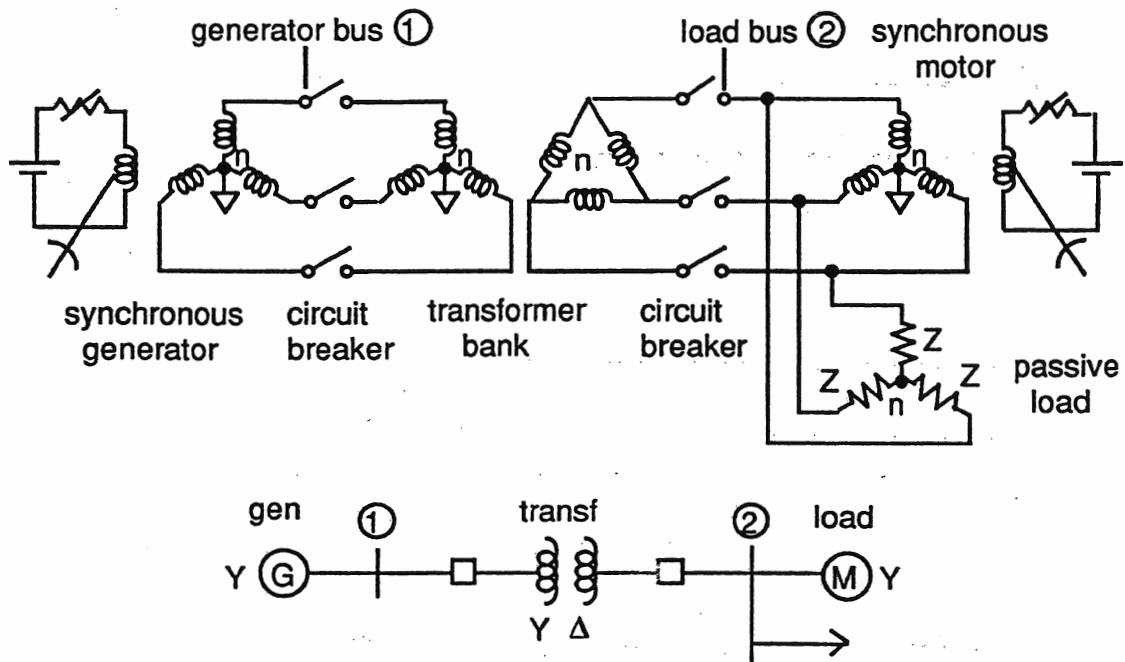 generator bus ①
load bus ②
synchronous
motor
n
n
n
n
synchronous
generator
circuit
breaker
transformer
bank
circuit
breaker
Z
Z
Z
n
passive
load
gen
①
transf
②
load
Y
G
M
Y
Y Δ